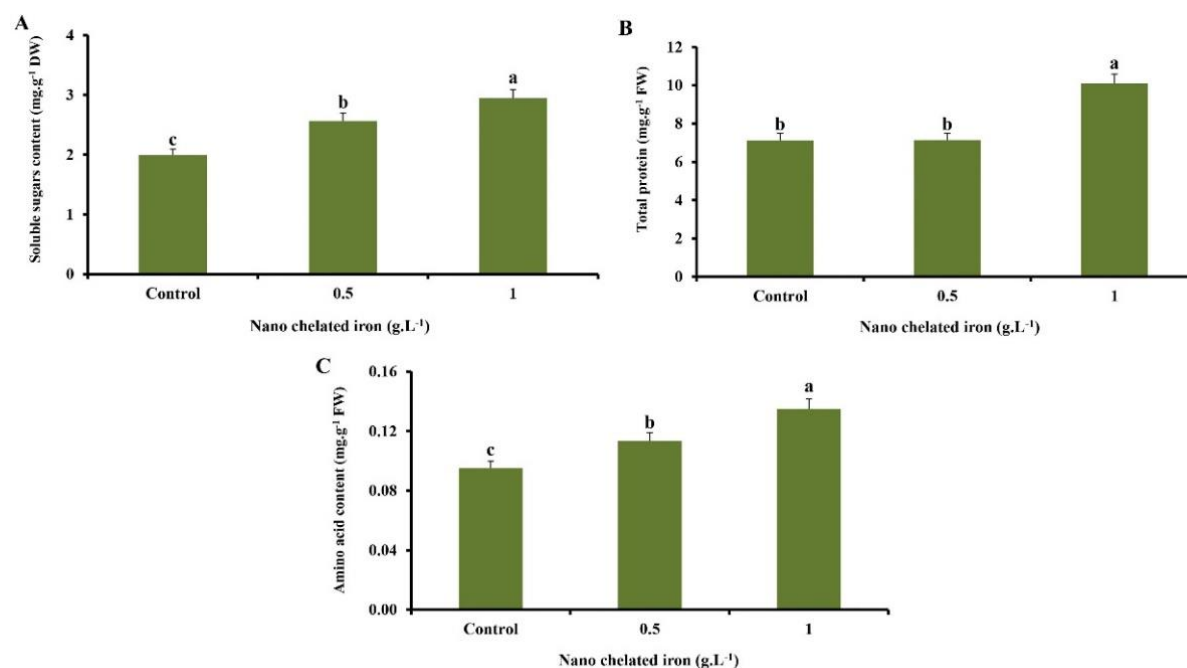 A
Soluble sugars content (mg.g⁻¹ DW)
4
3
2
1
0
c
b
a
Control 0.5 1
Nano chelated iron (g.L⁻¹)
B
Total protein (mg.g⁻¹ FW)
12
10
8
6
4
2
0
b
b
a
Control 0.5 1
Nano chelated iron (g.L⁻¹)
C
Amino acid content (mg.g⁻¹ FW)
0.16
0.12
0.08
0.04
0.00
c
b
a
Control 0.5 1
Nano chelated iron (g.L⁻¹)